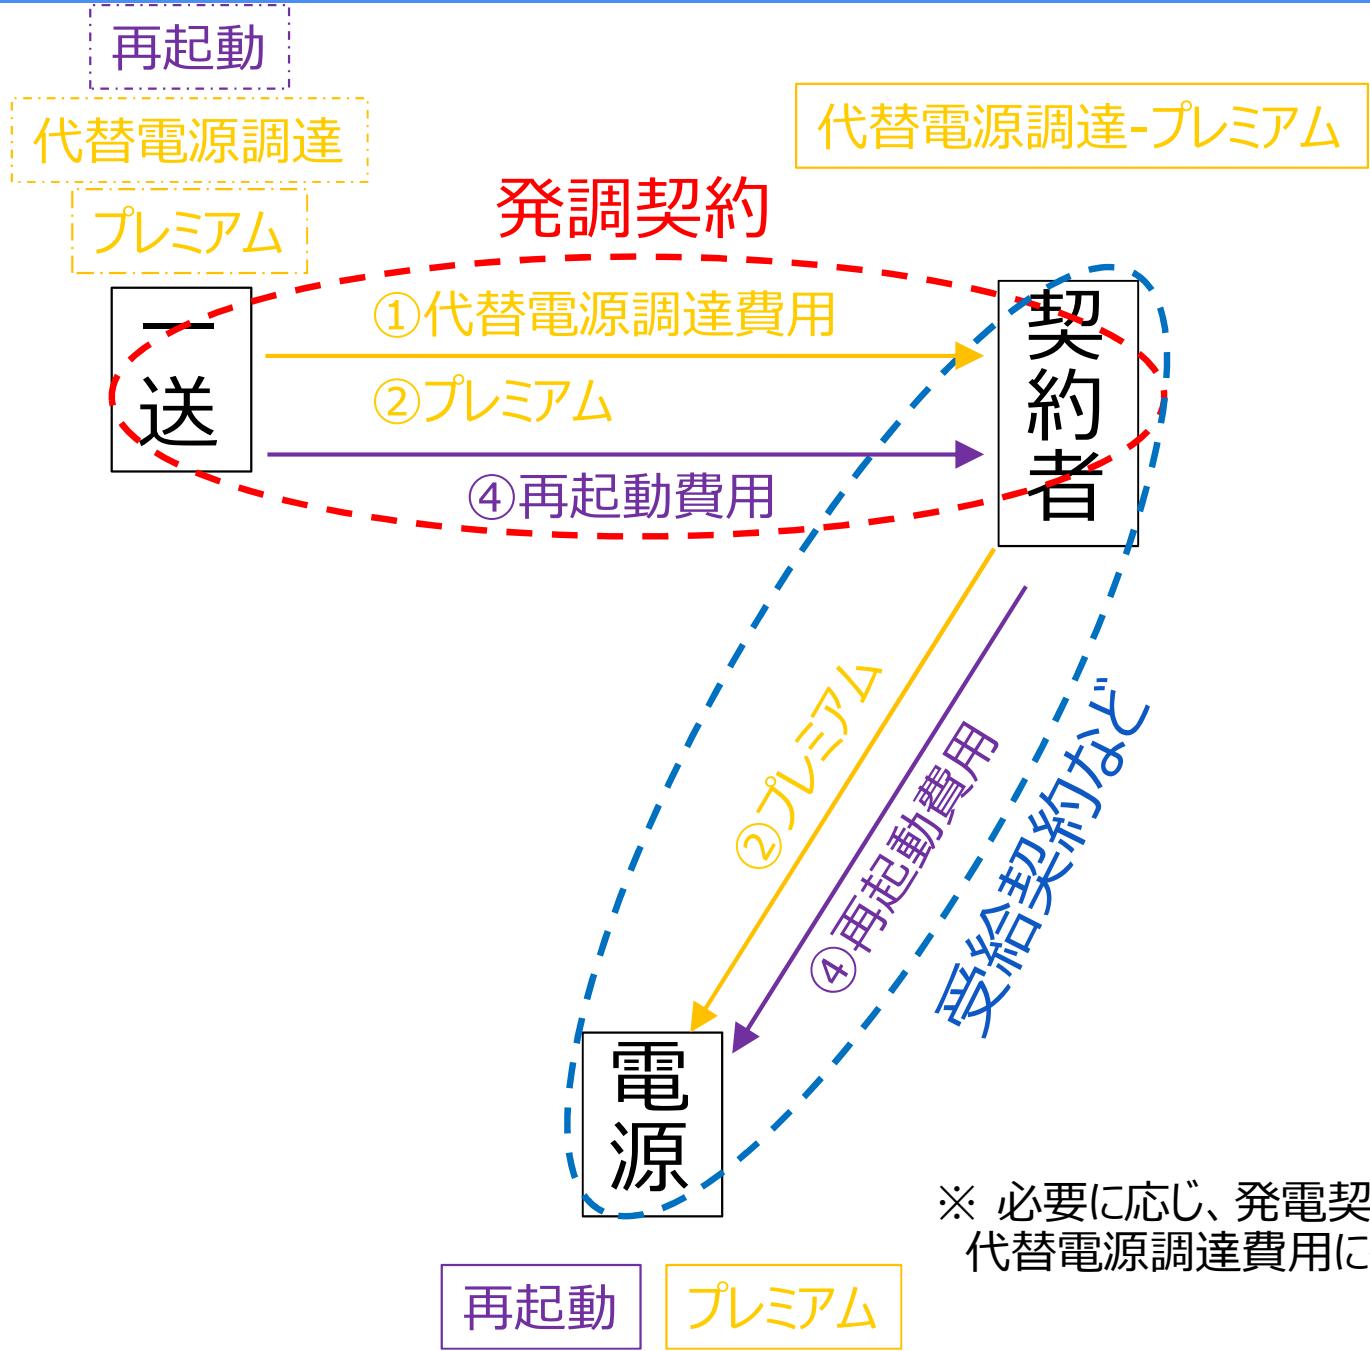 再起動
代替電源調達
プレミアム
代替電源調達-プレミアム
発調契約
一送
①代替電源調達費用
②プレミアム
④再起動費用
契約者
②プレミアム
④再起動費用
受給契約など
電源
※ 必要に応じ、発電契
代替電源調達費用に
再起動
プレミアム